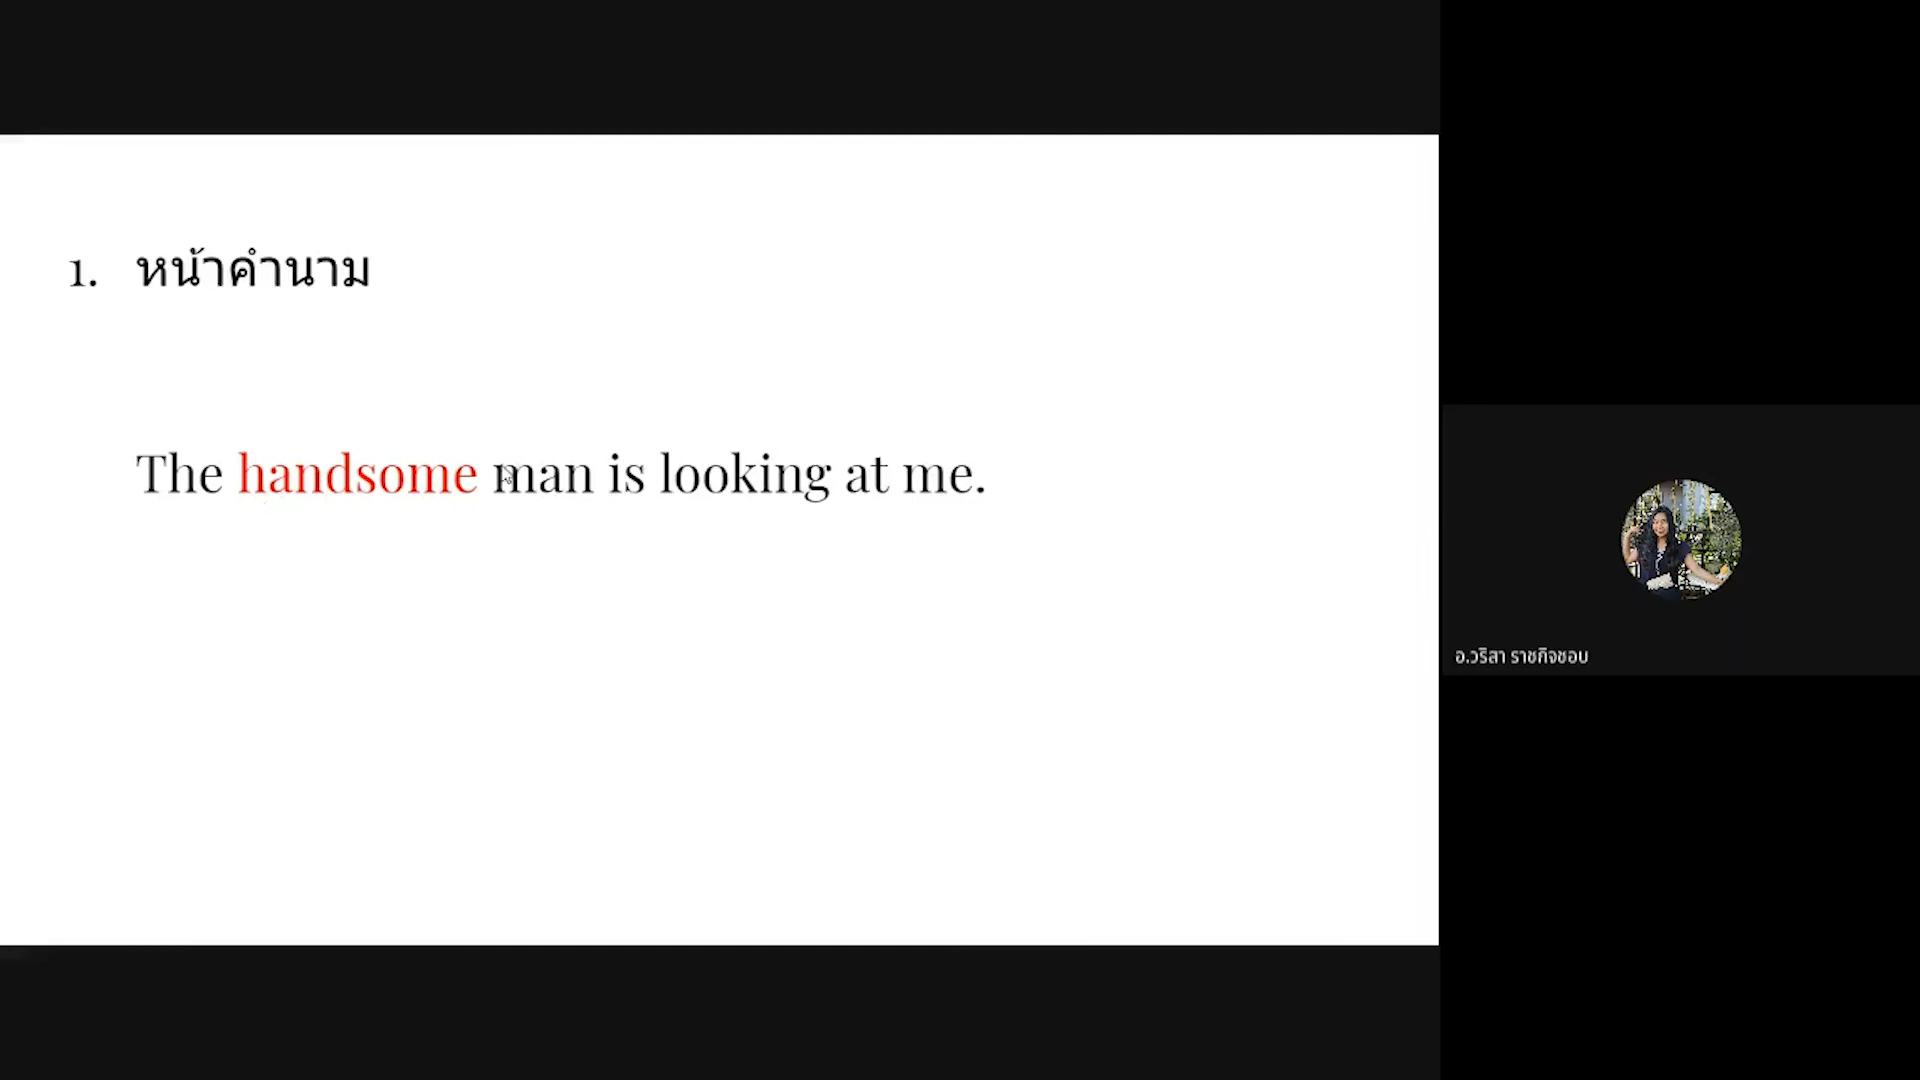 1. หน้าคำนาม
The handsome man is looking at me.
อ.วริสา ราชกิจชอบ